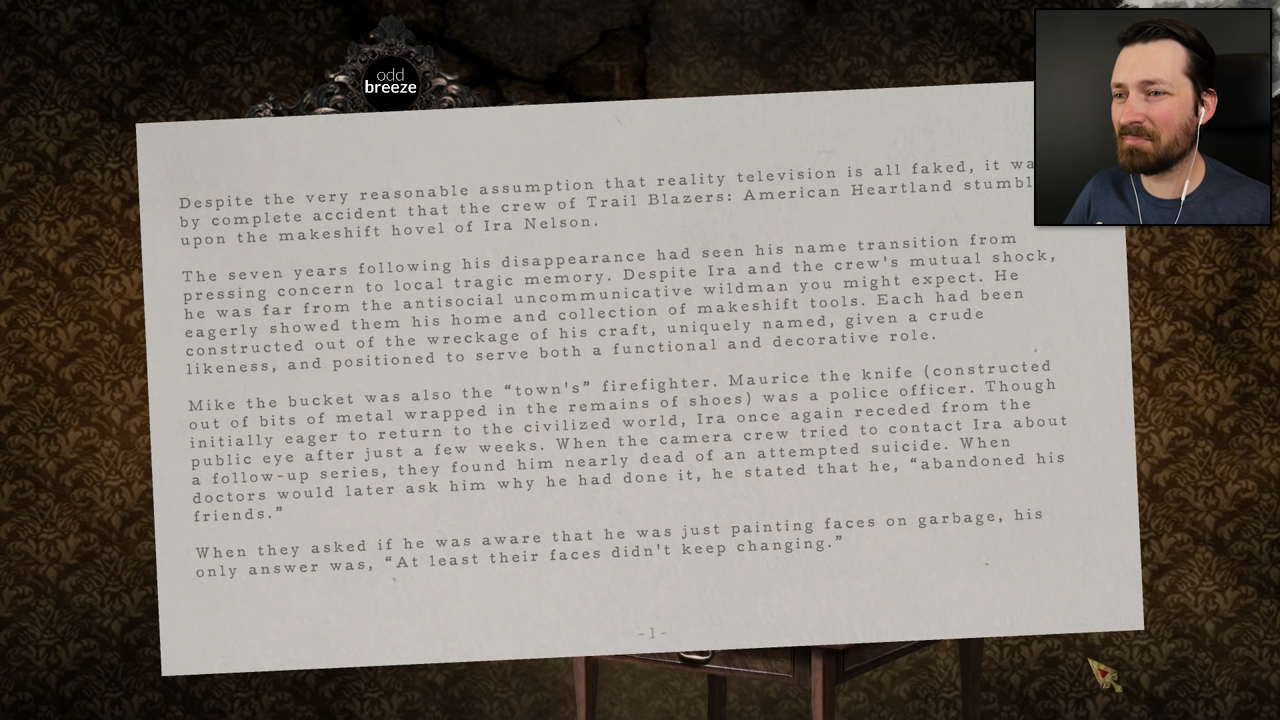 odd
breeze
Despite the very reasonable assumption that reality television is all faked, it
by complete accident that the crew of Trail Blazers: American Heartland
upon the makeshift hovel of Ira Nelson.
The seven years following his disappearance had seen his name transition from
pressing concern to local tragic memory. Despite Ira and the crew's mutual shock,
he was far from the antisocial uncommunicative wildman you might expect. He
eagerly showed them his home and collection of makeshift tools. Each had been
constructed out of the wreckage of his craft, uniquely named, given a crude
likeness, and positioned to serve both a functional and decorative role.
Mike the bucket was also the “town's” firefighter. Maurice the knife (constructed
out of bits of metal wrapped in the remains of shoes) was a police officer. Though
initially eager to return to the civilized world, Ira once again receded from the
public eye after just a few weeks. When the camera crew tried to contact Ira about
a follow-up series, they found him nearly dead of an attempted suicide. When
doctors would later ask him why he had done it, he stated that he, “abandoned his
friends.”
When they asked if he was aware that he was just painting faces on garbage, his
only answer was, “At least their faces didn't keep changing.”
-1-